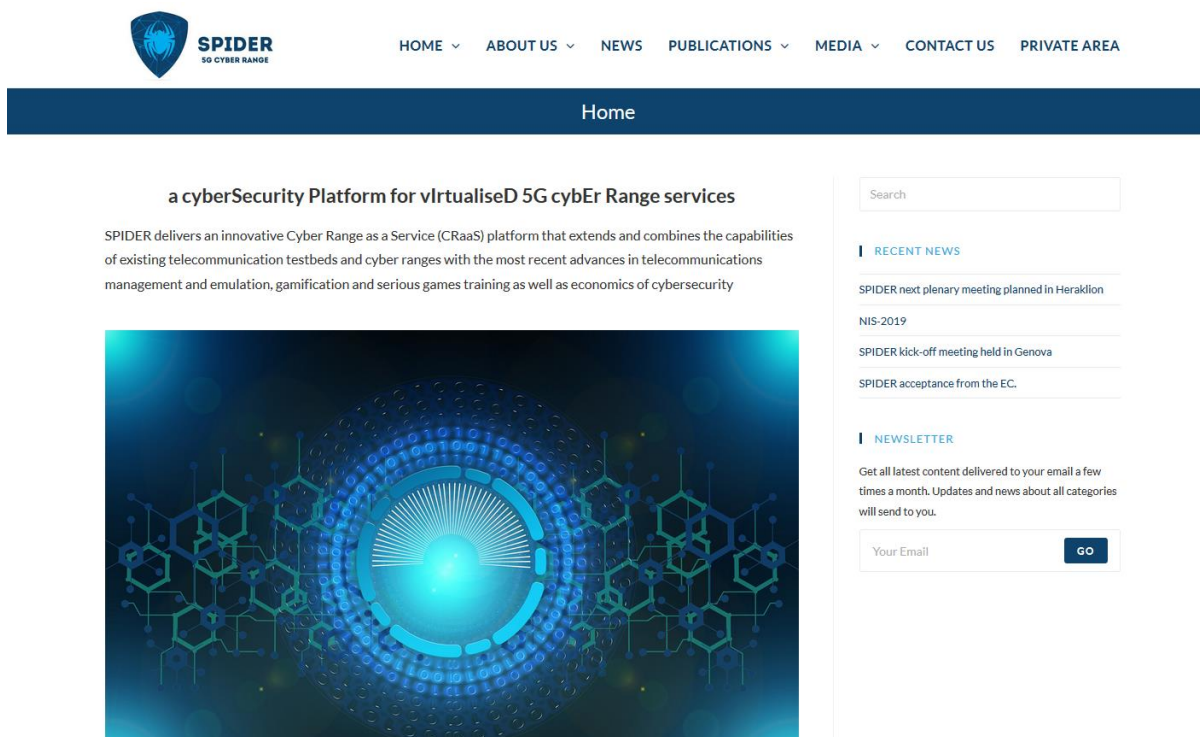 SPIDER
5G CYBER RANGE
HOME
ABOUT US
NEWS
PUBLICATIONS
MEDIA
CONTACT US
PRIVATE AREA
Home
a cyberSecurity Platform for vIrtualiseD 5G cybEr Range services
SPIDER delivers an innovative Cyber Range as a Service (CRaaS) platform that extends and combines the capabilities
of existing telecommunication testbeds and cyber ranges with the most recent advances in telecommunications
management and emulation, gamification and serious games training as well as economics of cybersecurity
Search
RECENT NEWS
SPIDER next plenary meeting planned in Heraklion
NIS-2019
SPIDER kick-off meeting held in Genova
SPIDER acceptance from the EC.
NEWSLETTER
Get all latest content delivered to your email a few
times a month. Updates and news about all categories
will send to you.
Your Email
GO